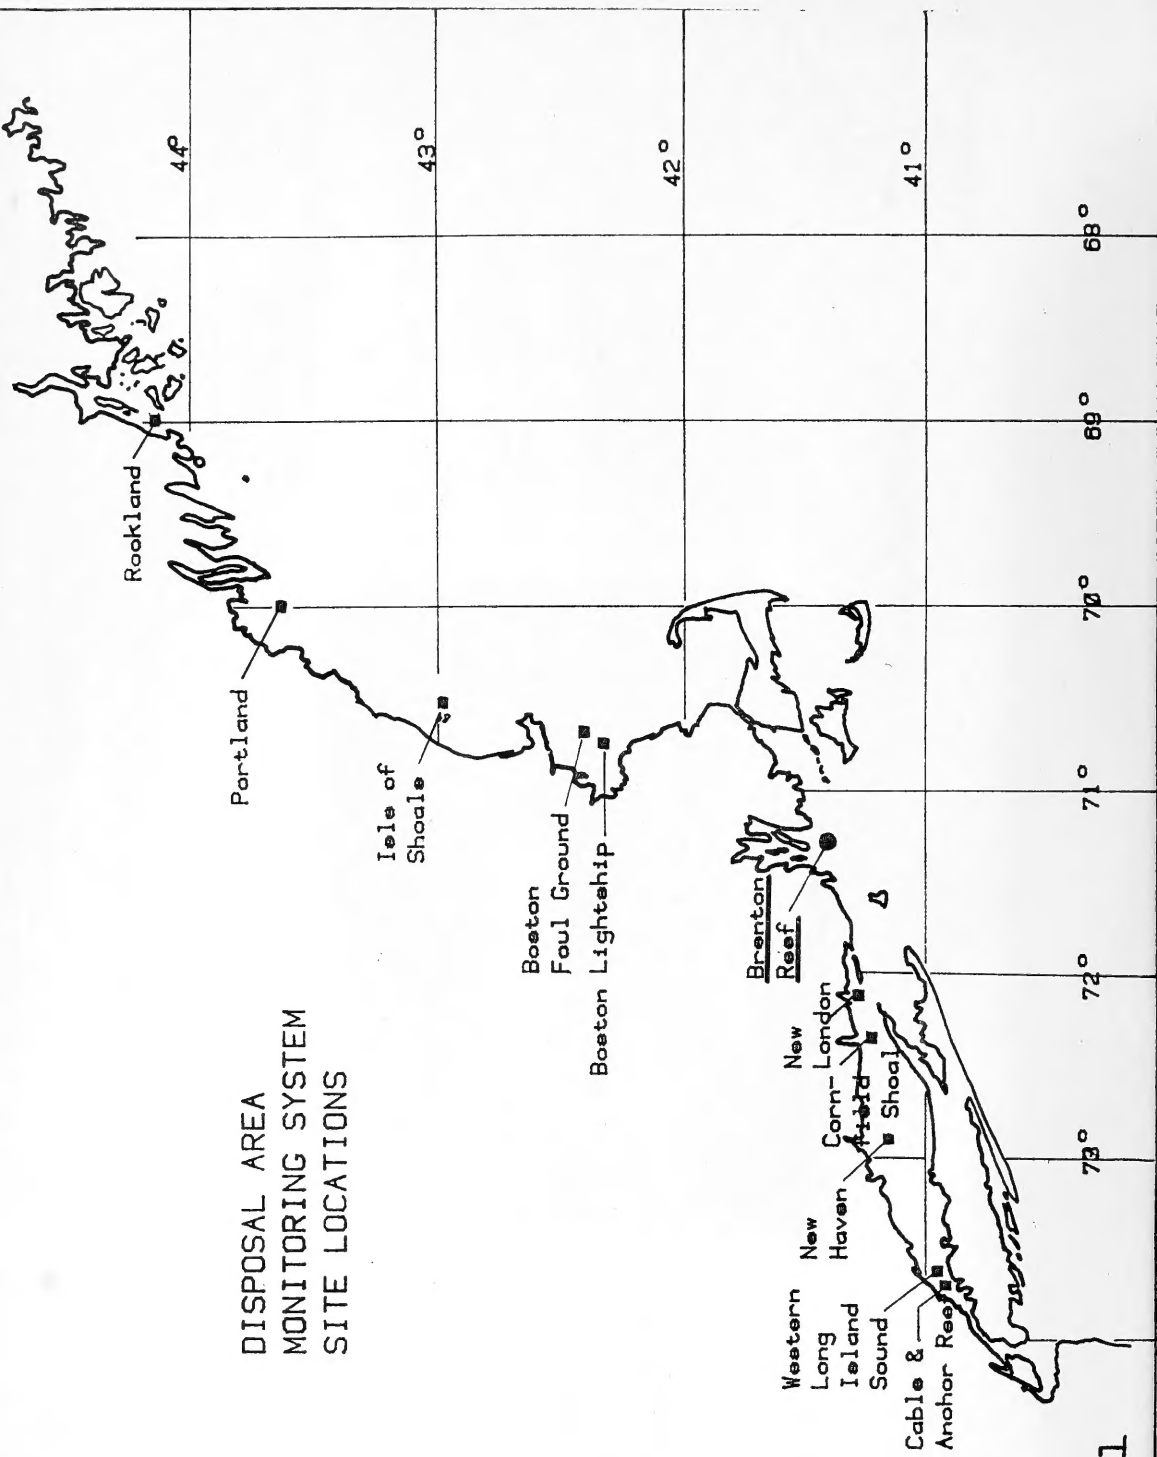 DISPOSAL AREA
MONITORING SYSTEM
SITE LOCATIONS
Rockland
Portland
Isle of
Shoals
Boston
Foul Ground
Boston Lightship
Brenton
Reef
New
London
Corn-
field
Shoal
New
Haven
Western
Long
Island
Sound
Cable &
Anchor Reef
44°
43°
42°
41°
68°
69°
70°
71°
72°
73°
1